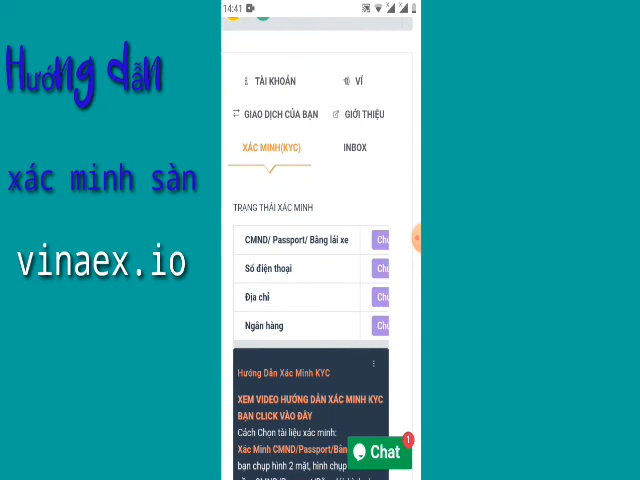 Hướng dẫn
xác minh sàn
vinaex.io
14:41
TÀI KHOẢN
VÍ
GIAO DỊCH CỦA BẠN
GIỚI THIỆU
XÁC MINH(KYC)
INBOX
TRẠNG THÁI XÁC MINH
CMND/ Passport/ Bằng lái xe
Chư
Số điện thoại
Chư
Địa chỉ
Chư
Ngân hàng
Chư
Hướng Dẫn Xác Minh KYC
XEM VIDEO HƯỚNG DẪN XÁC MINH KYC
BẠN CLICK VÀO ĐÂY
Cách Chọn tài liệu xác minh:
Xác Minh CMND/Passport/Bằng
bạn chụp hình 2 mặt, hình chụp
Chat
1